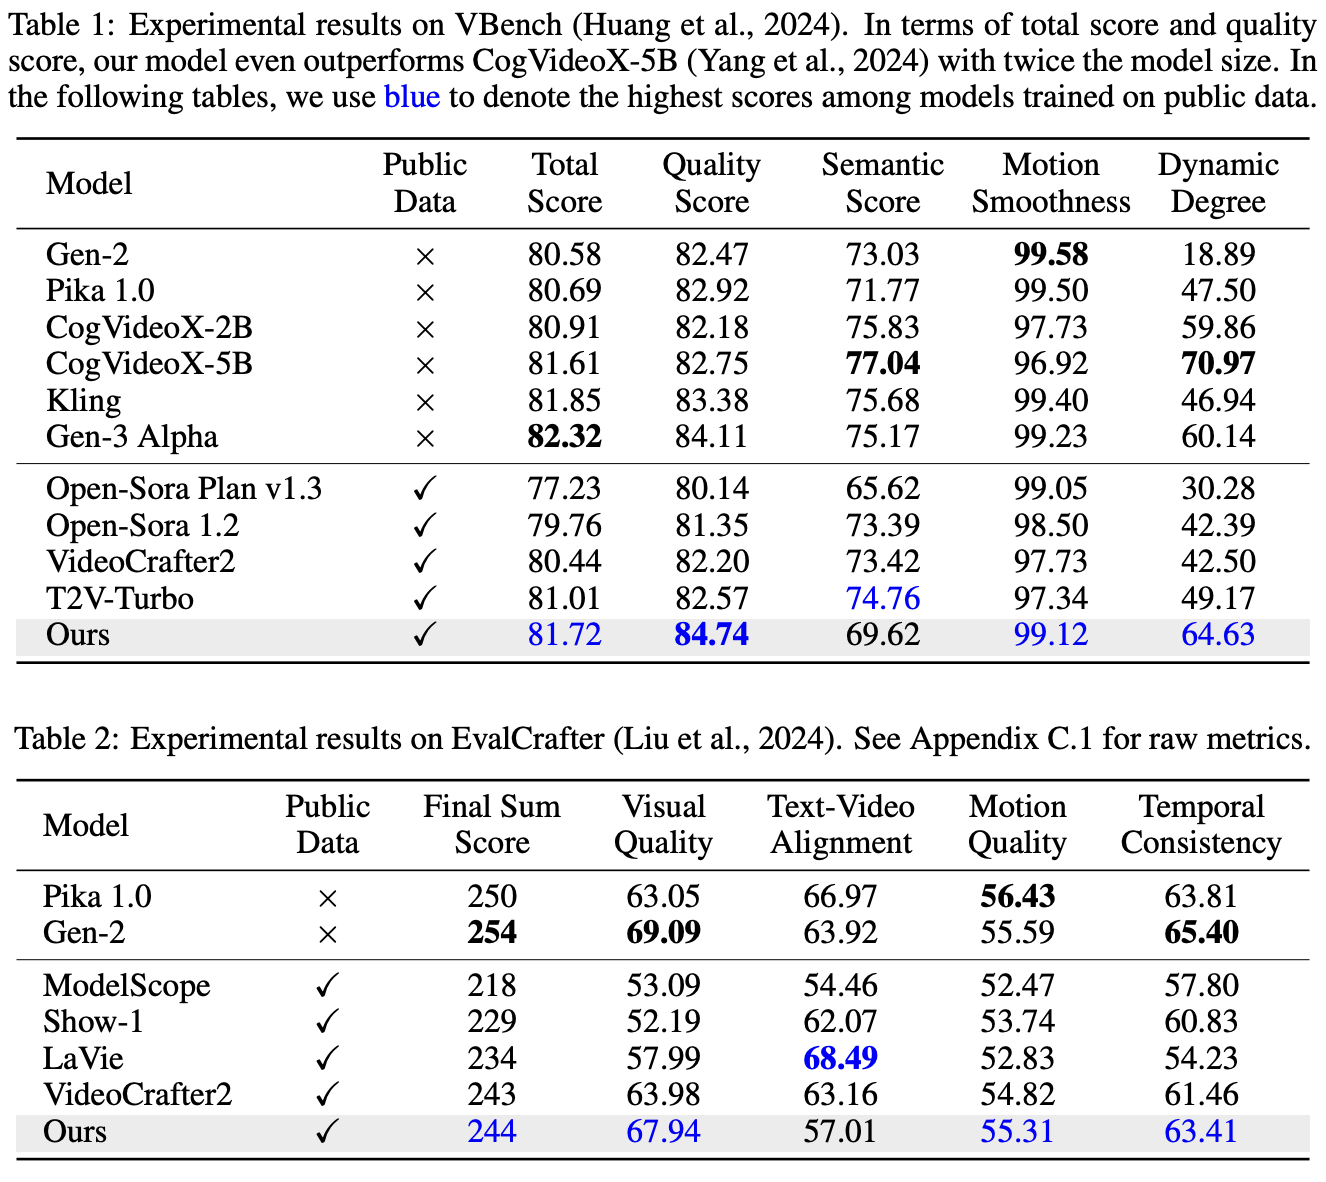 Table 1: Experimental results on VBench (Huang et al., 2024). In terms of total score and quality
score, our model even outperforms CogVideoX-5B (Yang et al., 2024) with twice the model size. In
the following tables, we use blue to denote the highest scores among models trained on public data.
Model Public Data Total Score Quality Score Semantic Score Motion Smoothness Dynamic Degree
Gen-2 × 80.58 82.47 73.03 99.58 18.89
Pika 1.0 × 80.69 82.92 71.77 99.50 47.50
CogVideoX-2B × 80.91 82.18 75.83 97.73 59.86
CogVideoX-5B × 81.61 82.75 77.04 96.92 70.97
Kling × 81.85 83.38 75.68 99.40 46.94
Gen-3 Alpha × 82.32 84.11 75.17 99.23 60.14
Open-Sora Plan v1.3 ✓ 77.23 80.14 65.62 99.05 30.28
Open-Sora 1.2 ✓ 79.76 81.35 73.39 98.50 42.39
VideoCrafter2 ✓ 80.44 82.20 73.42 97.73 42.50
T2V-Turbo ✓ 81.01 82.57 74.76 97.34 49.17
Ours ✓ 81.72 84.74 69.62 99.12 64.63
Table 2: Experimental results on EvalCrafter (Liu et al., 2024). See Appendix C.1 for raw metrics.
Model Public Data Final Sum Score Visual Quality Text-Video Alignment Motion Quality Temporal Consistency
Pika 1.0 × 250 63.05 66.97 56.43 63.81
Gen-2 × 254 69.09 63.92 55.59 65.40
ModelScope ✓ 218 53.09 54.46 52.47 57.80
Show-1 ✓ 229 52.19 62.07 53.74 60.83
LaVie ✓ 234 57.99 68.49 52.83 54.23
VideoCrafter2 ✓ 243 63.98 63.16 54.82 61.46
Ours ✓ 244 67.94 57.01 55.31 63.41